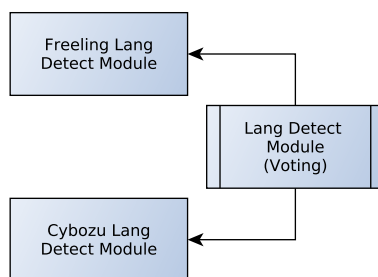 Freeling Lang
Detect Module
Lang Detect
Module
(Voting)
Cybozu Lang
Detect Module